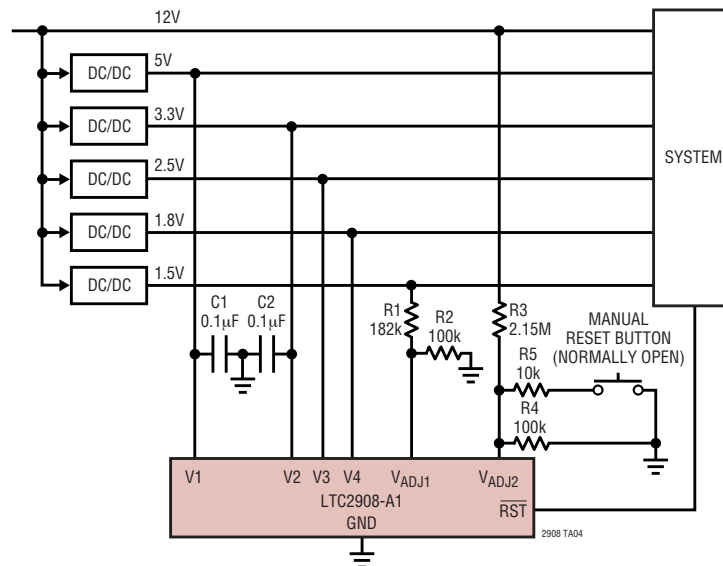 12V
5V
DC/DC
3.3V
DC/DC
2.5V
DC/DC
1.8V
DC/DC
1.5V
DC/DC
SYSTEM
C1
0.1μF
C2
0.1μF
R1
182k
R2
100k
R3
2.15M
MANUAL
RESET BUTTON
(NORMALLY OPEN)
R5
10k
R4
100k
V1
V2
V3
V4
VADJ1
VADJ2
LTC2908-A1
GND
RST
2908 TA04